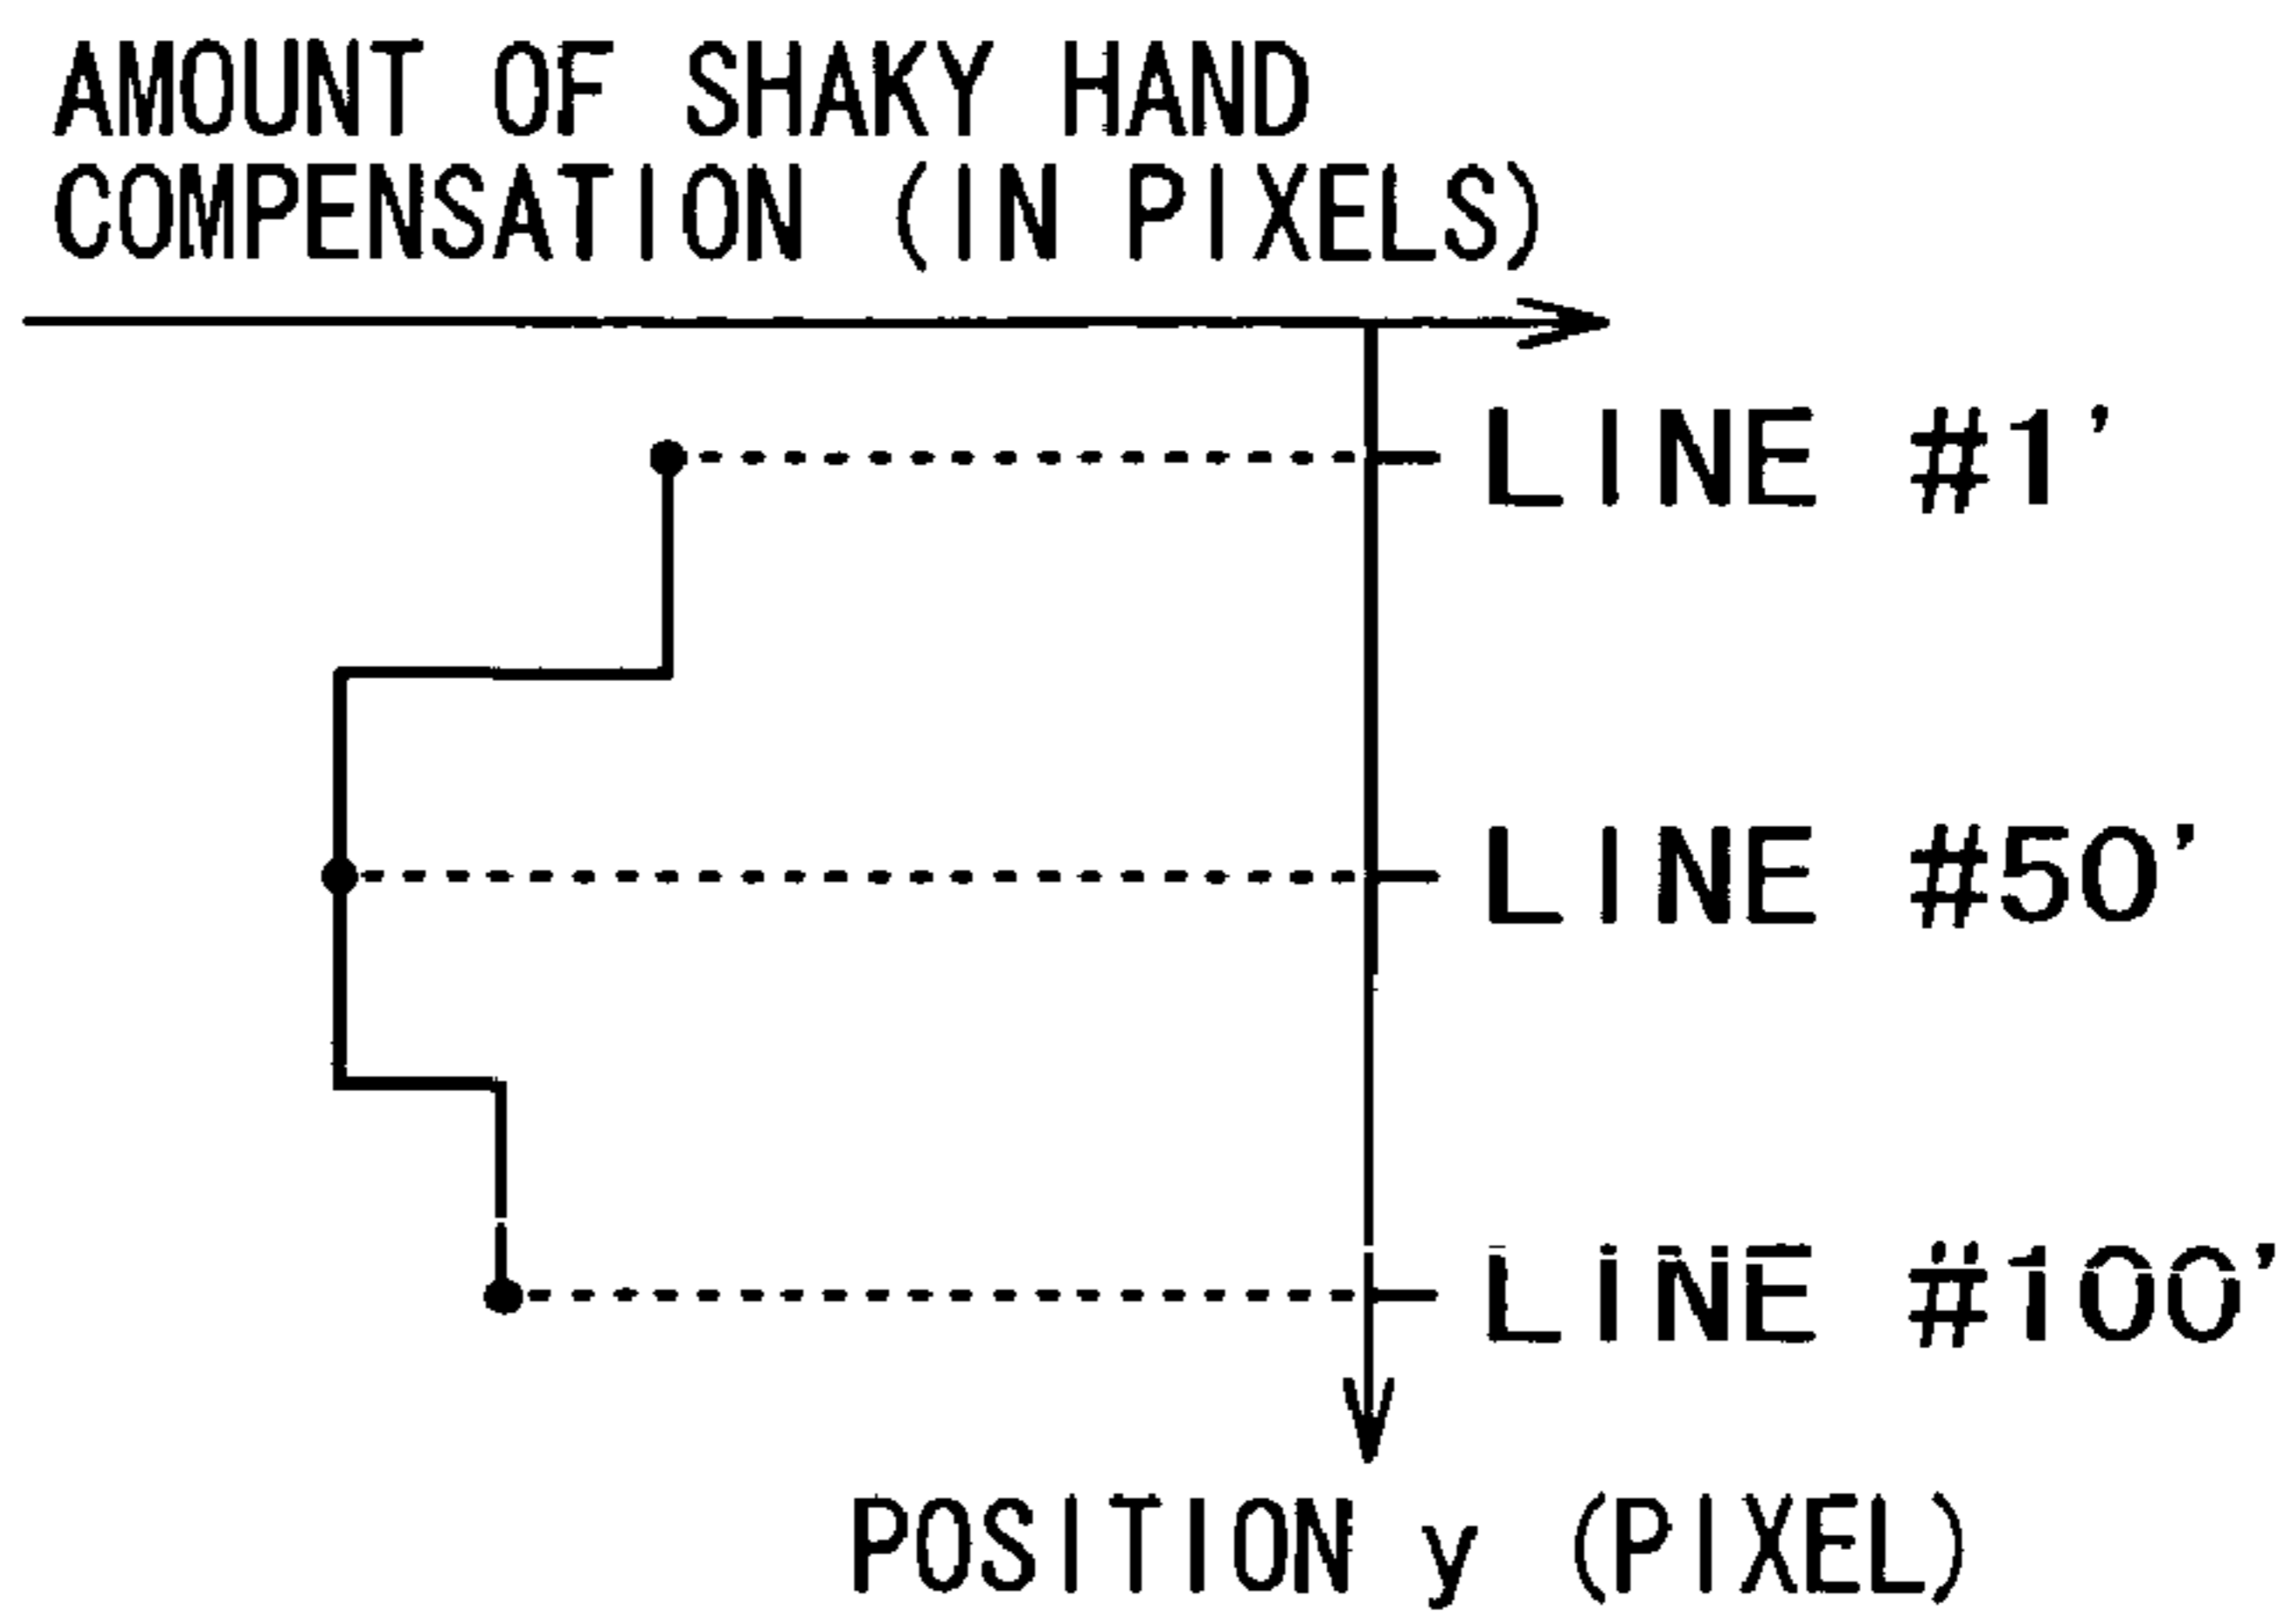 AMOUNT OF SHAKY HAND
COMPENSATION (IN PIXELS)
LINE #1'
LINE #50'
LINE #100'
POSITION y (PIXEL)